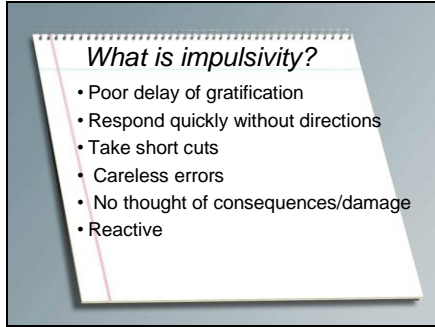 What is impulsivity?
• Poor delay of gratification
• Respond quickly without directions
• Take short cuts
• Careless errors
• No thought of consequences/damage
• Reactive